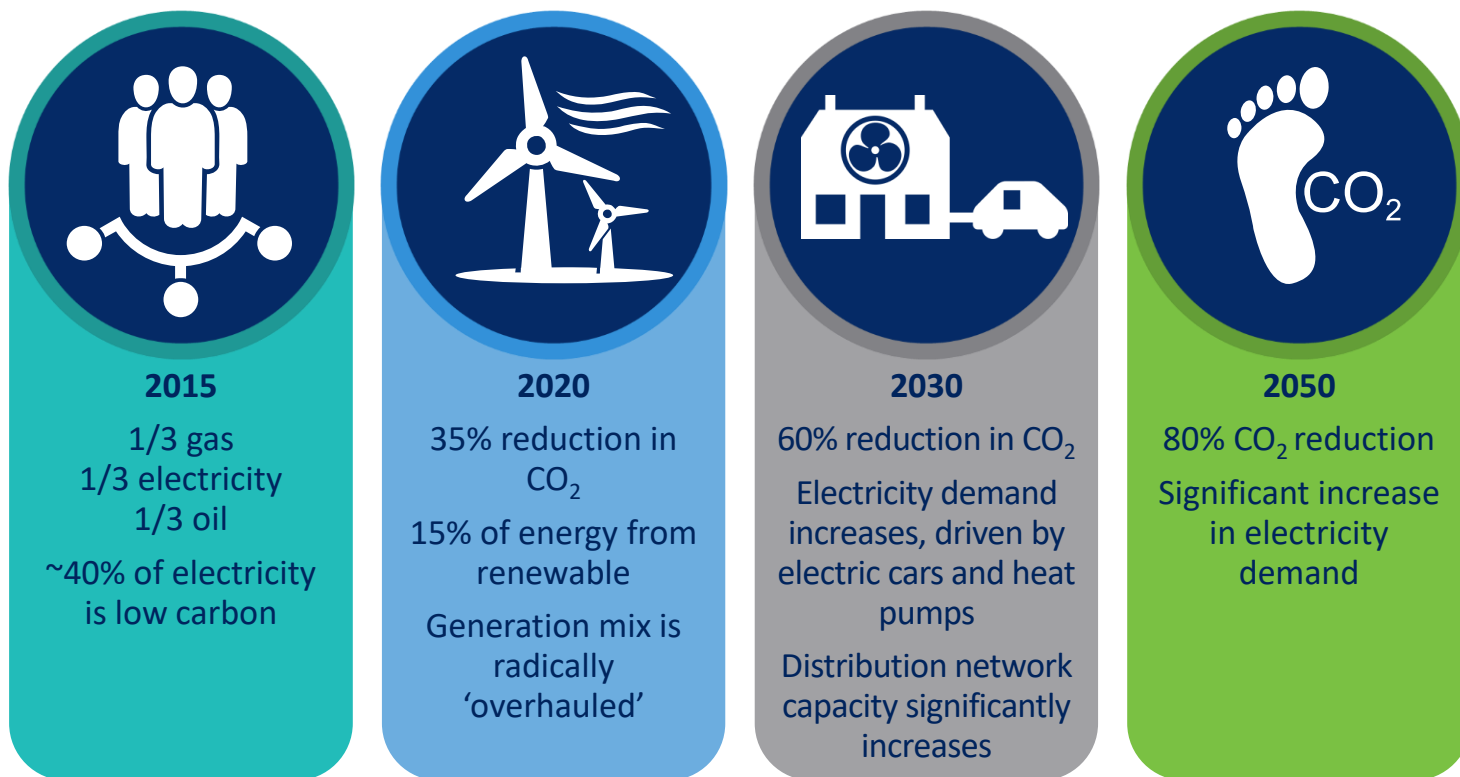 CO₂
2015
1/3 gas
1/3 electricity
1/3 oil
~40% of electricity
is low carbon
2020
35% reduction in
CO₂
15% of energy from
renewable
Generation mix is
radically
‘overhauled’
2030
60% reduction in CO₂
Electricity demand
increases, driven by
electric cars and heat
pumps
Distribution network
capacity significantly
increases
2050
80% CO₂ reduction
Significant increase
in electricity
demand